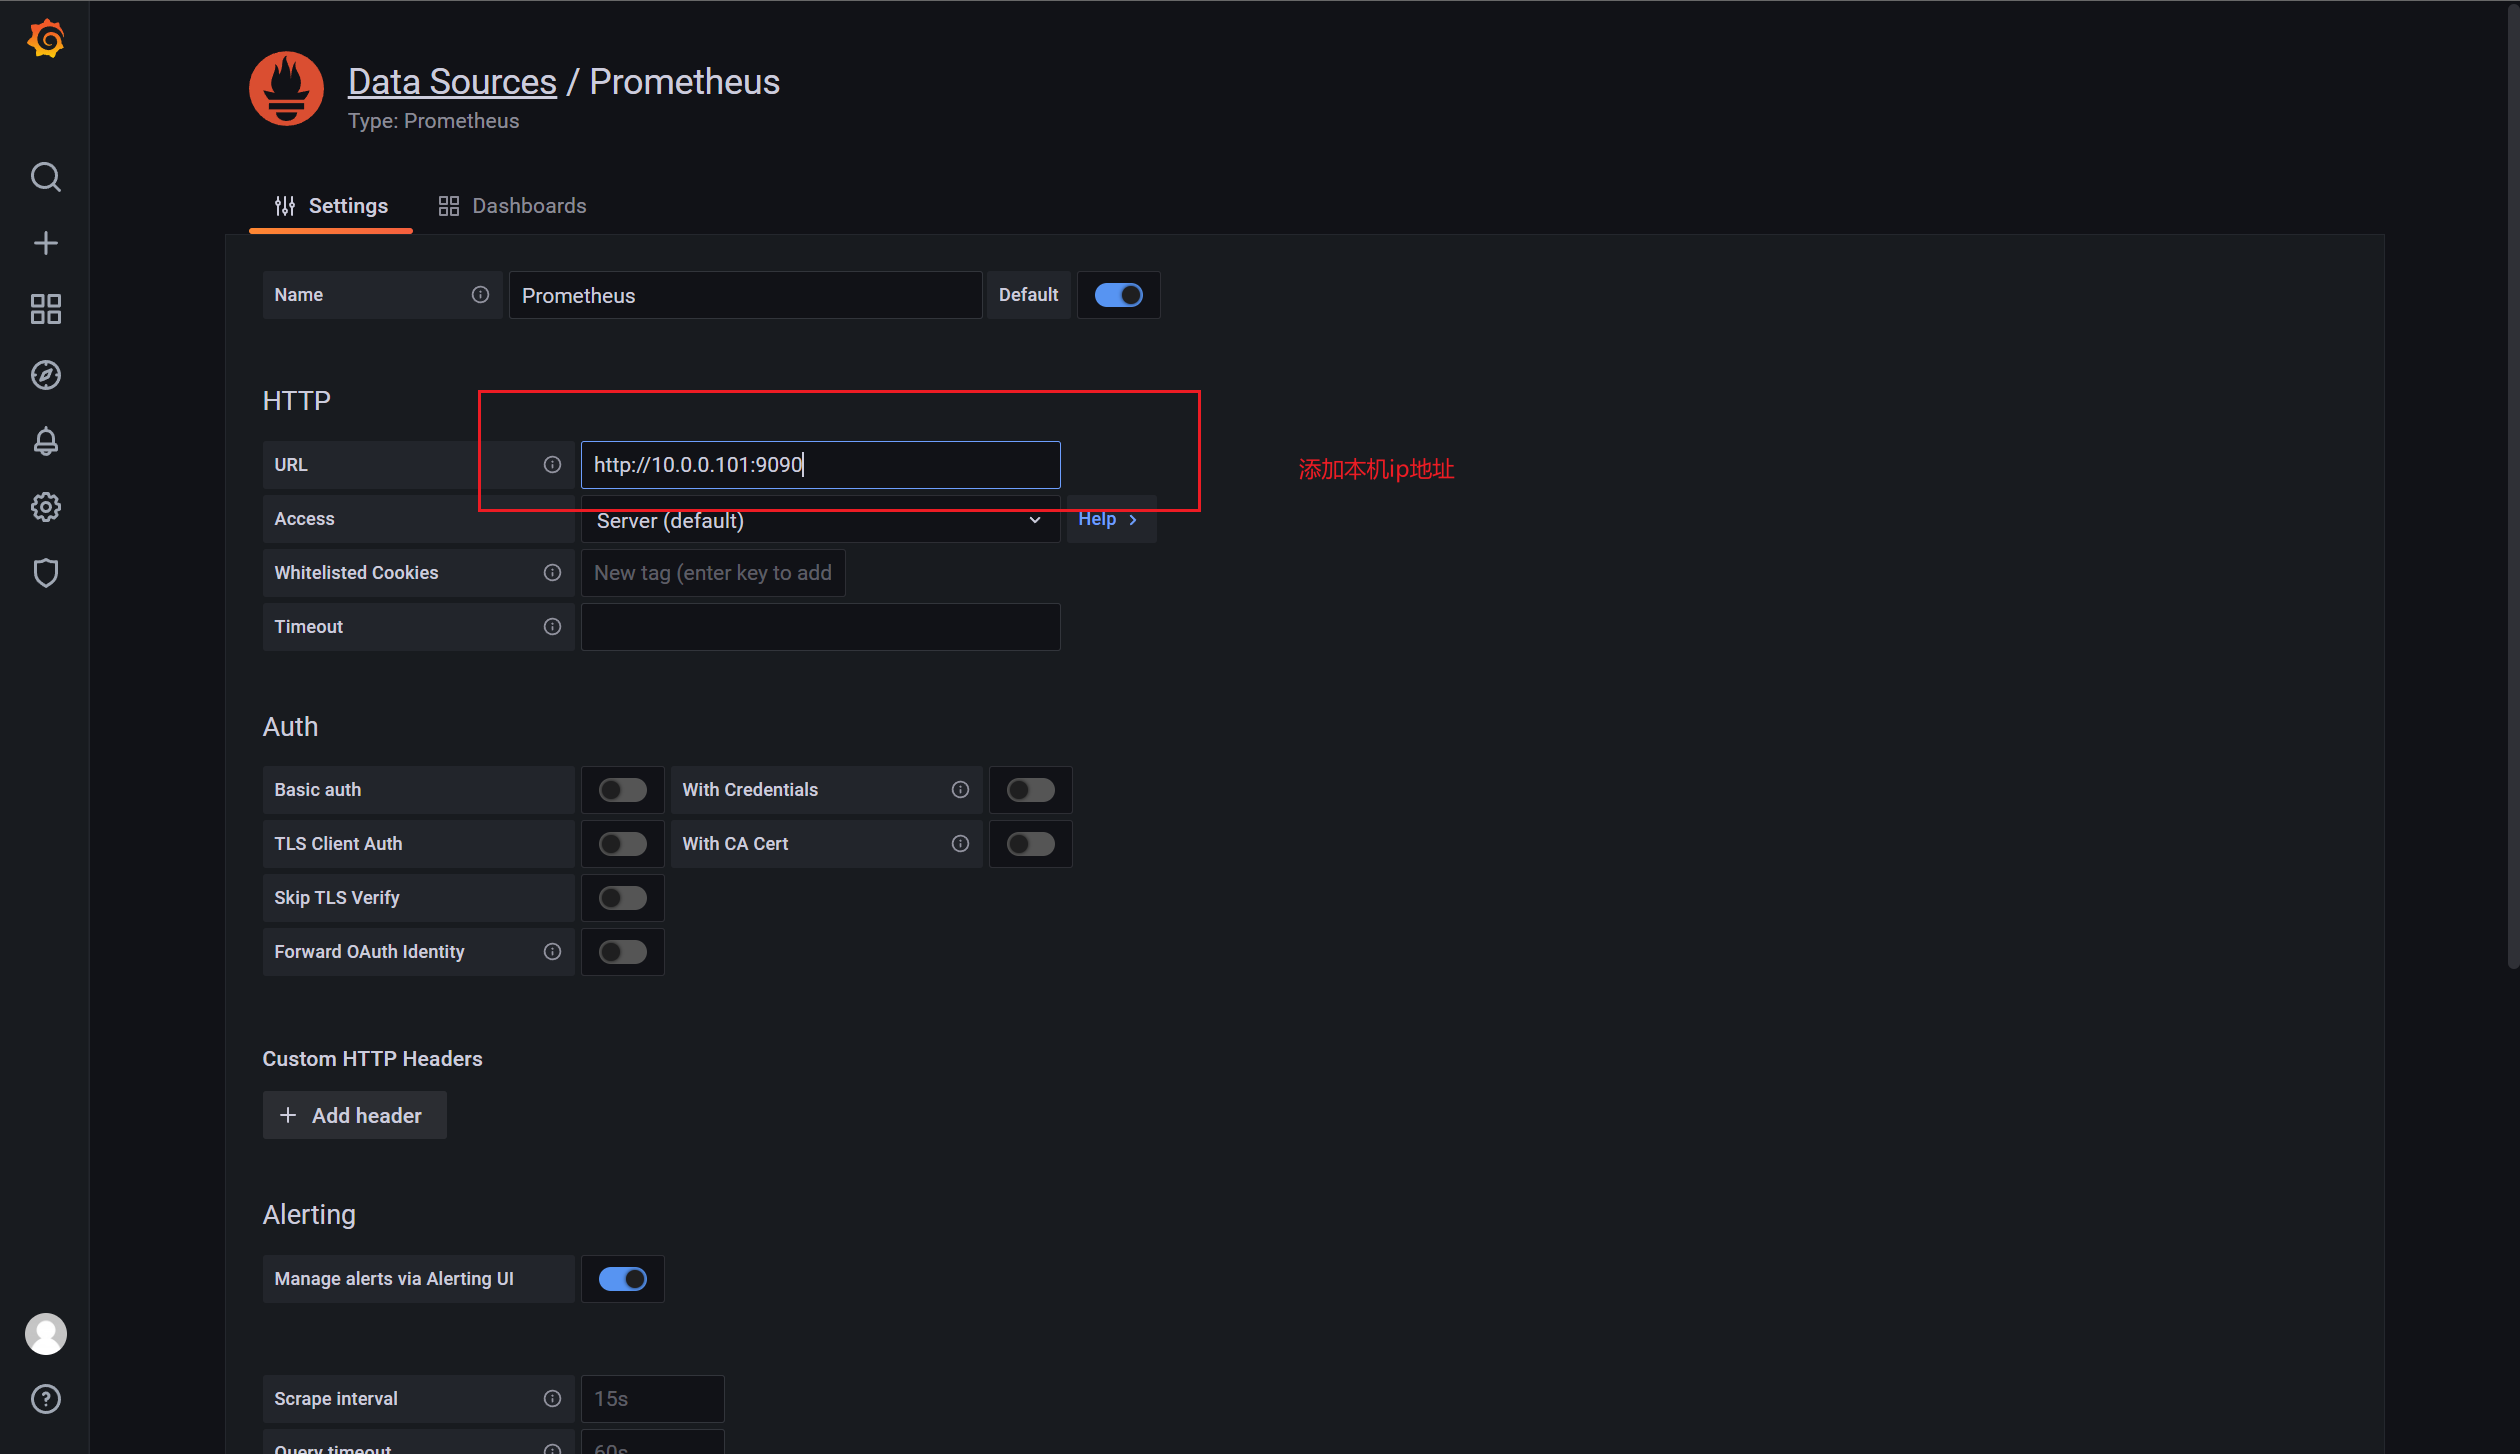 Data Sources / Prometheus
Type: Prometheus
Settings Dashboards
Name Prometheus Default
HTTP
URL http://10.0.0.101:9090 添加本机ip地址
Access Server (default) Help >
Whitelisted Cookies New tag (enter key to add
Timeout
Auth
Basic auth With Credentials
TLS Client Auth With CA Cert
Skip TLS Verify
Forward OAuth Identity
Custom HTTP Headers
+ Add header
Alerting
Manage alerts via Alerting UI
Scrape interval 15s
Query timeout 60s